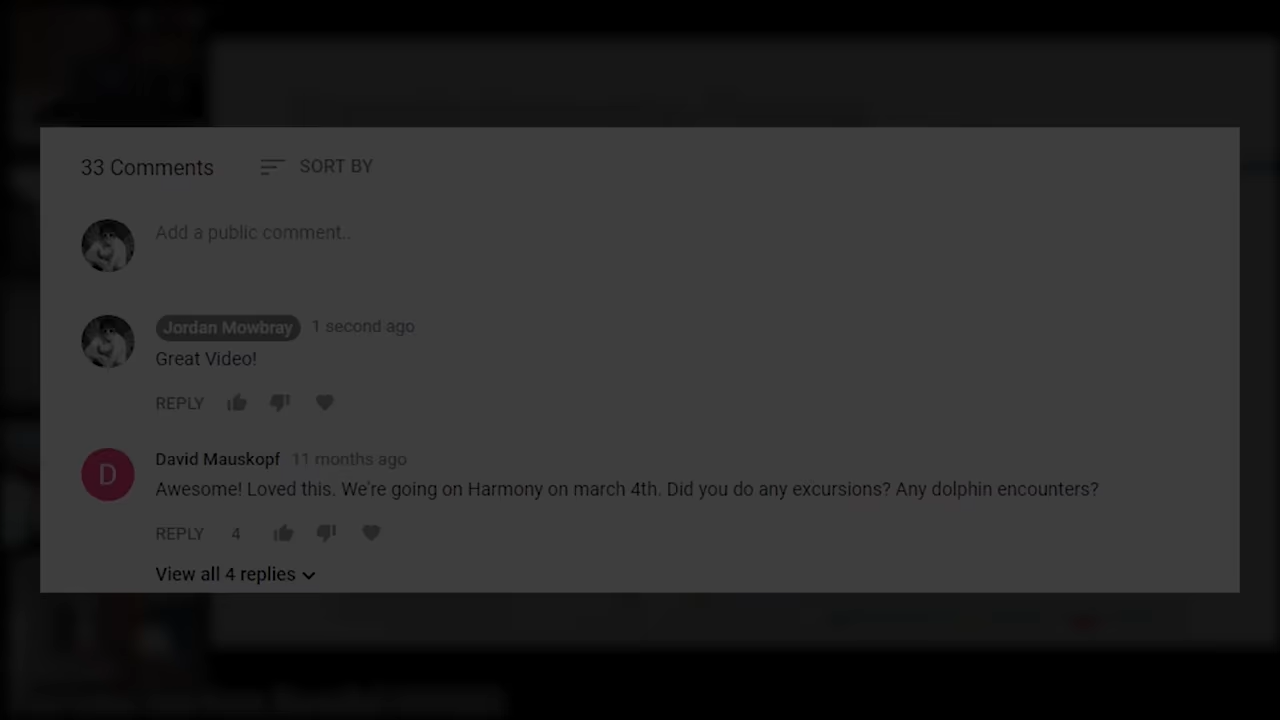 33 Comments SORT BY
Add a public comment..
Jordan Mowbray 1 second ago
Great Video!
REPLY
David Mauskopf 11 months ago
Awesome! Loved this. We're going on Harmony on march 4th. Did you do any excursions? Any dolphin encounters?
REPLY 4
View all 4 replies
D